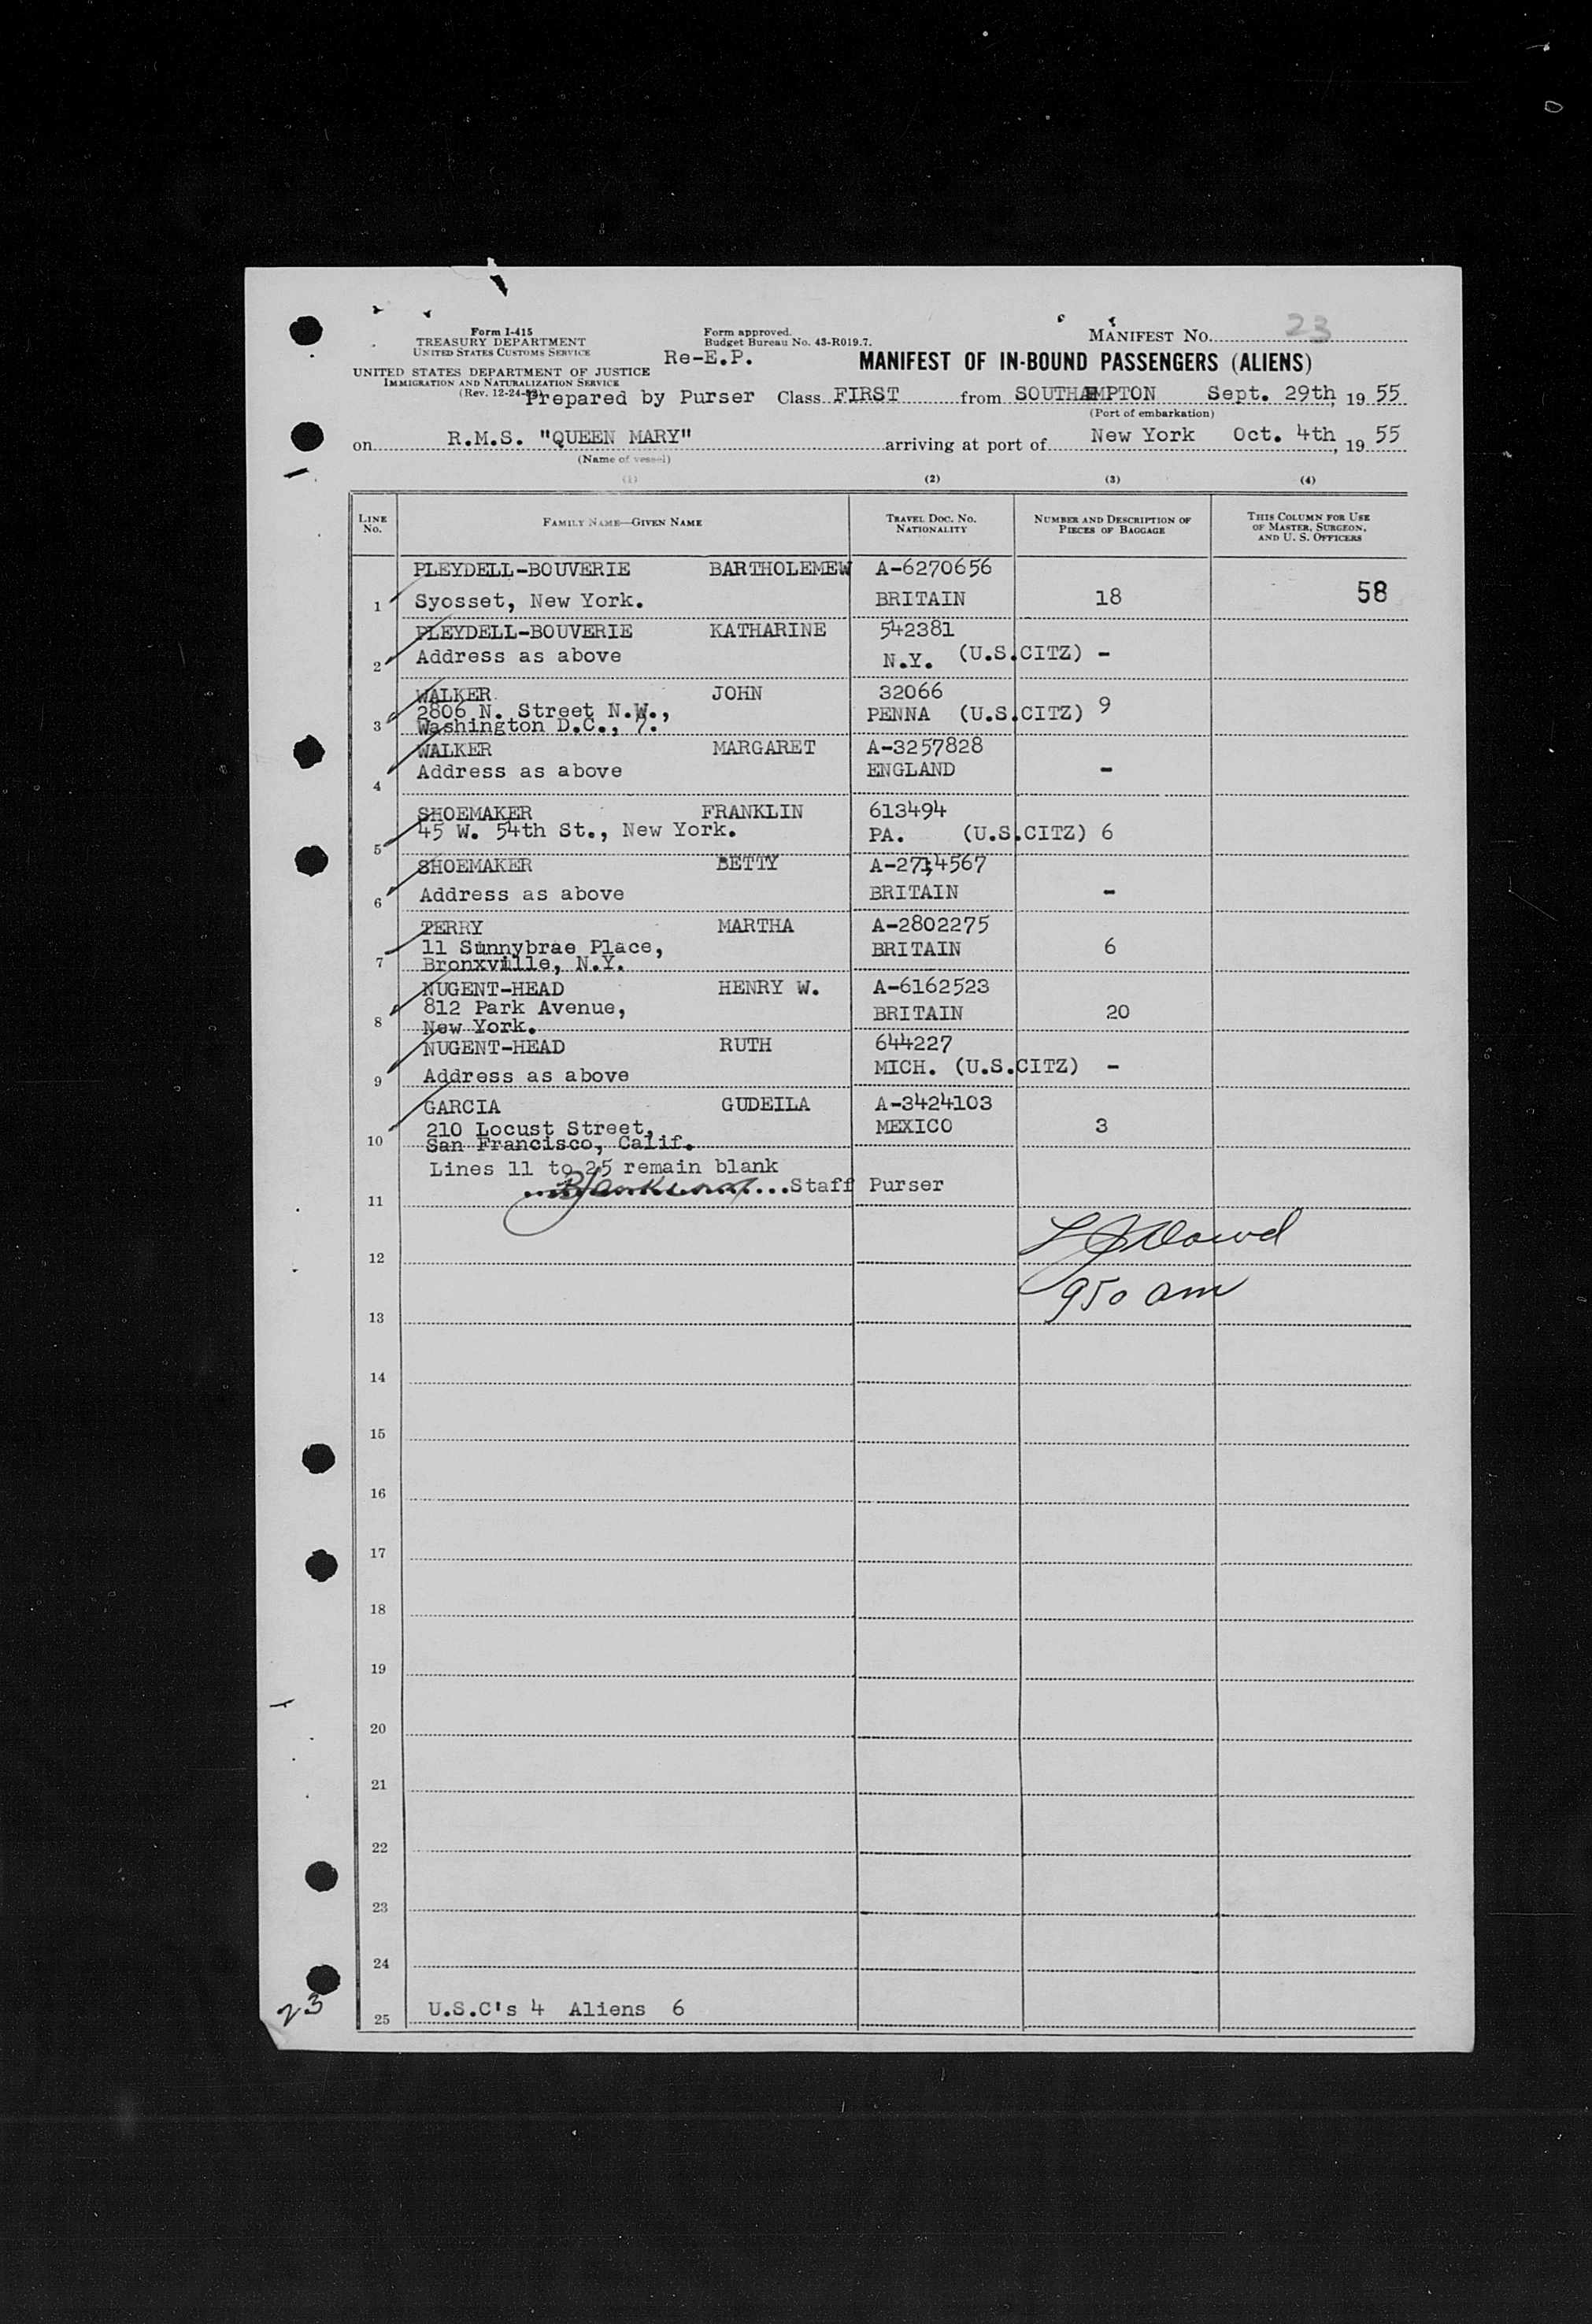 Form I-415
TREASURY DEPARTMENT
UNITED STATES CUSTOMS SERVICE
Form approved.
Budget Bureau No. 43-R019.7.
MANIFEST No. 23
Re-E.P.
MANIFEST OF IN-BOUND PASSENGERS (ALIENS)
UNITED STATES DEPARTMENT OF JUSTICE
IMMIGRATION AND NATURALIZATION SERVICE
(Rev. 12-24-
Prepared by Purser Class FIRST from SOUTHAMPTON Sept. 29th, 19 55
(Port of embarkation)
on R.M.S. "QUEEN MARY" arriving at port of New York Oct. 4th, 19 55
(Name of vessel)
(1) (2) (3) (4)
LINE No. FAMILY NAME—GIVEN NAME TRAVEL DOC. NO. NATIONALITY NUMBER AND DESCRIPTION OF PIECES OF BAGGAGE THIS COLUMN FOR USE OF MASTER, SURGEON, AND U. S. OFFICERS
PLEYDELL-BOUVERIE BARTHOLEMEW A-6270656
1 Syosset, New York. BRITAIN 18 58
PLEYDELL-BOUVERIE KATHARINE 542381
2 Address as above N.Y. (U.S.CITZ) -
WALKER JOHN 32066
2806 N. Street N.W., PENNA (U.S.CITZ) 9
3 Washington D.C., 7.
WALKER MARGARET A-3257828
4 Address as above ENGLAND -
SHOEMAKER FRANKLIN 613494
5 45 W. 54th St., New York. PA. (U.S.CITZ) 6
SHOEMAKER BETTY A-2714567
6 Address as above BRITAIN -
TERRY MARTHA A-2802275
11 Sunnybrae Place, BRITAIN 6
7 Bronxville, N.Y.
NUGENT-HEAD HENRY W. A-6162523
812 Park Avenue, BRITAIN 20
8 New York.
NUGENT-HEAD RUTH 644227
9 Address as above MICH. (U.S.CITZ) -
GARCIA GUDEILA A-3424103
210 Locust Street, MEXICO 3
10 San Francisco, Calif.
Lines 11 to 25 remain blank
Staff Purser
11
12
950 am
13
14
15
16
17
18
19
20
21
22
23
24
25 U.S.C's 4 Aliens 6
23